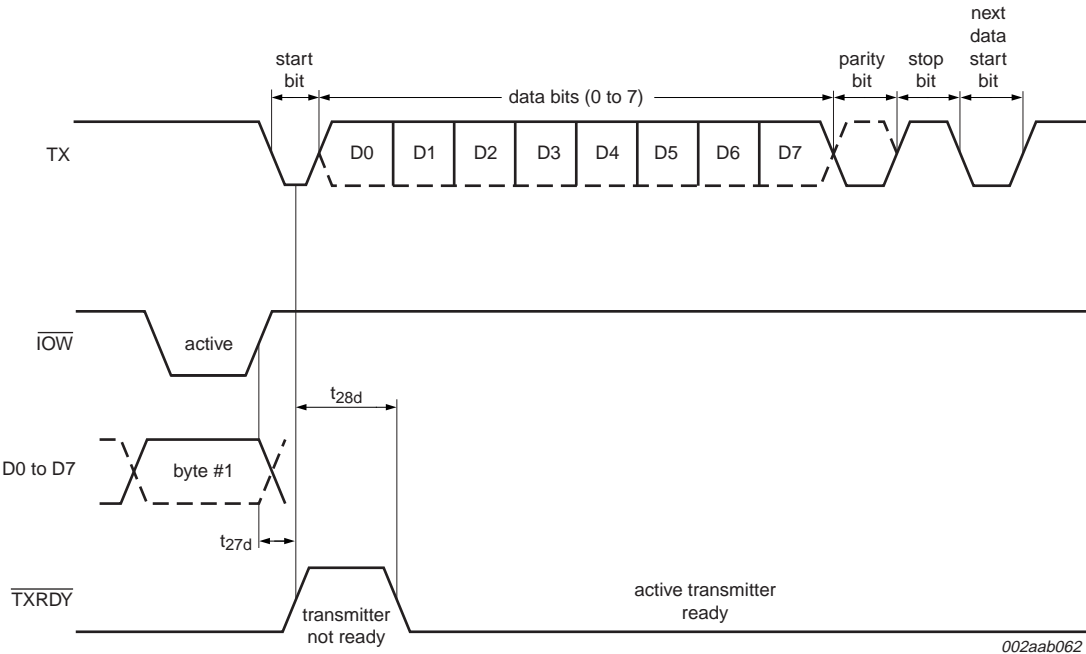 next
data
start
bit
start
bit
parity
bit
stop
bit
data bits (0 to 7)
TX
D0
D1
D2
D3
D4
D5
D6
D7
IOW
active
t28d
D0 to D7
byte #1
t27d
TXRDY
transmitter
not ready
active transmitter
ready
002aab062